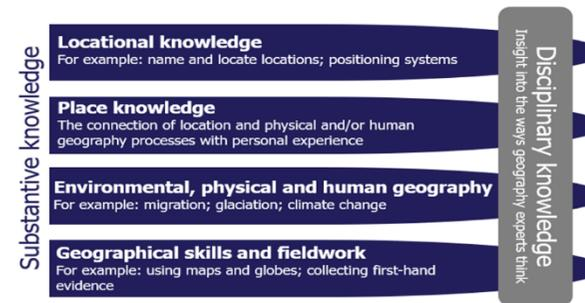 Substantive knowledge
Locational knowledge
For example: name and locate locations; positioning systems
Place knowledge
The connection of location and physical and/or human
geography processes with personal experience
Environmental, physical and human geography
For example: migration; glaciation; climate change
Geographical skills and fieldwork
For example: using maps and globes; collecting first-hand
evidence
Disciplinary knowledge
Insight into the ways geography experts think